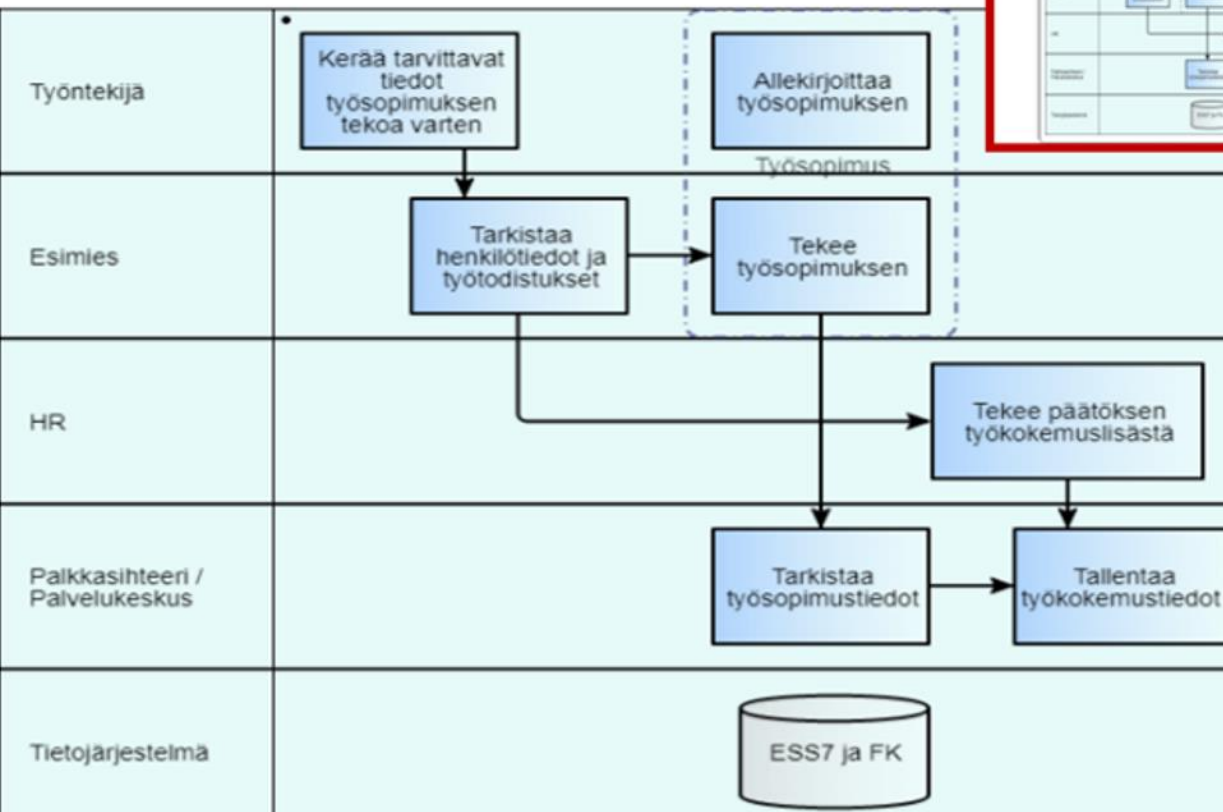 Työntekijä
Kerää tarvittavat
tiedot
työsopimuksen
tekoa varten
Allekirjoittaa
työsopimuksen
Työsopimus
Esimies
Tarkistaa
henkilötiedot ja
työtodistukset
Tekee
työsopimuksen
HR
Tekee päätöksen
työkokemuslisästä
Palkkasihteeri /
Palvelukeskus
Tarkistaa
työsopimustiedot
Tallentaa
työkokemustiedot
Tietojärjestelmä
ESS7 ja FK